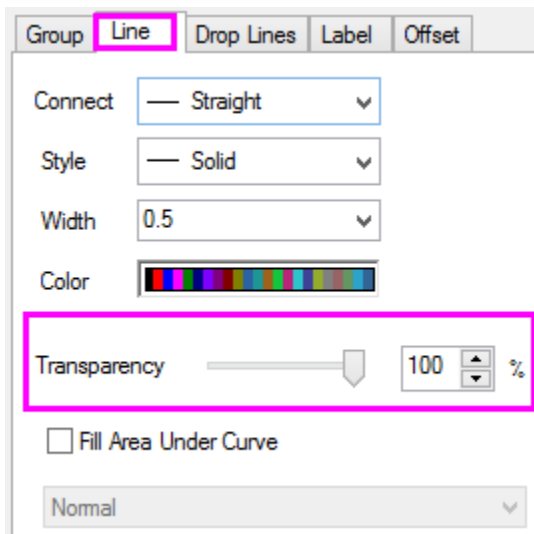 Group Line Drop Lines Label Offset
Connect Straight
Style Solid
Width 0.5
Color
Transparency 100 %
Fill Area Under Curve
Normal